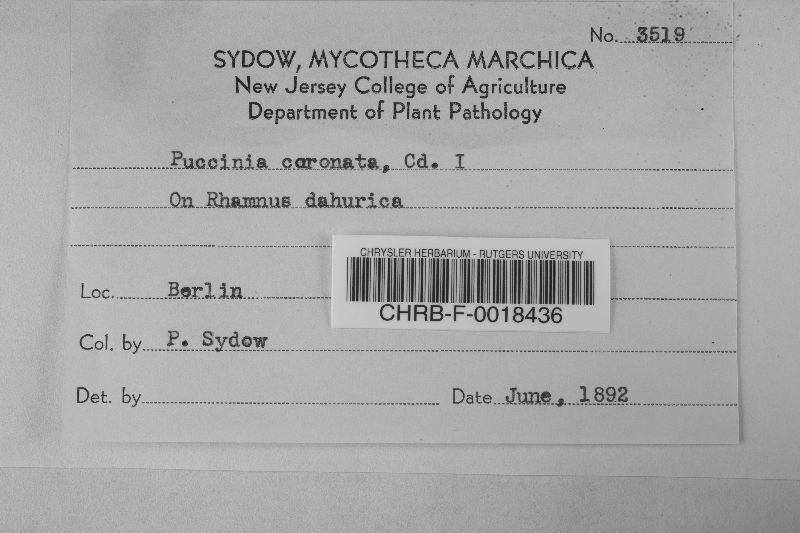 No. 3519
SYDOW, MYCOTHECA MARCHICA
New Jersey College of Agriculture
Department of Plant Pathology
Puccinia coronata, Cd. I
On Rhamnus dahurica
CHRYSLER HERBARIUM - RUTGERS UNIVERSITY
CHRB-F-0018436
Loc. Berlin
Col. by P. Sydow
Det. by
Date June, 1892